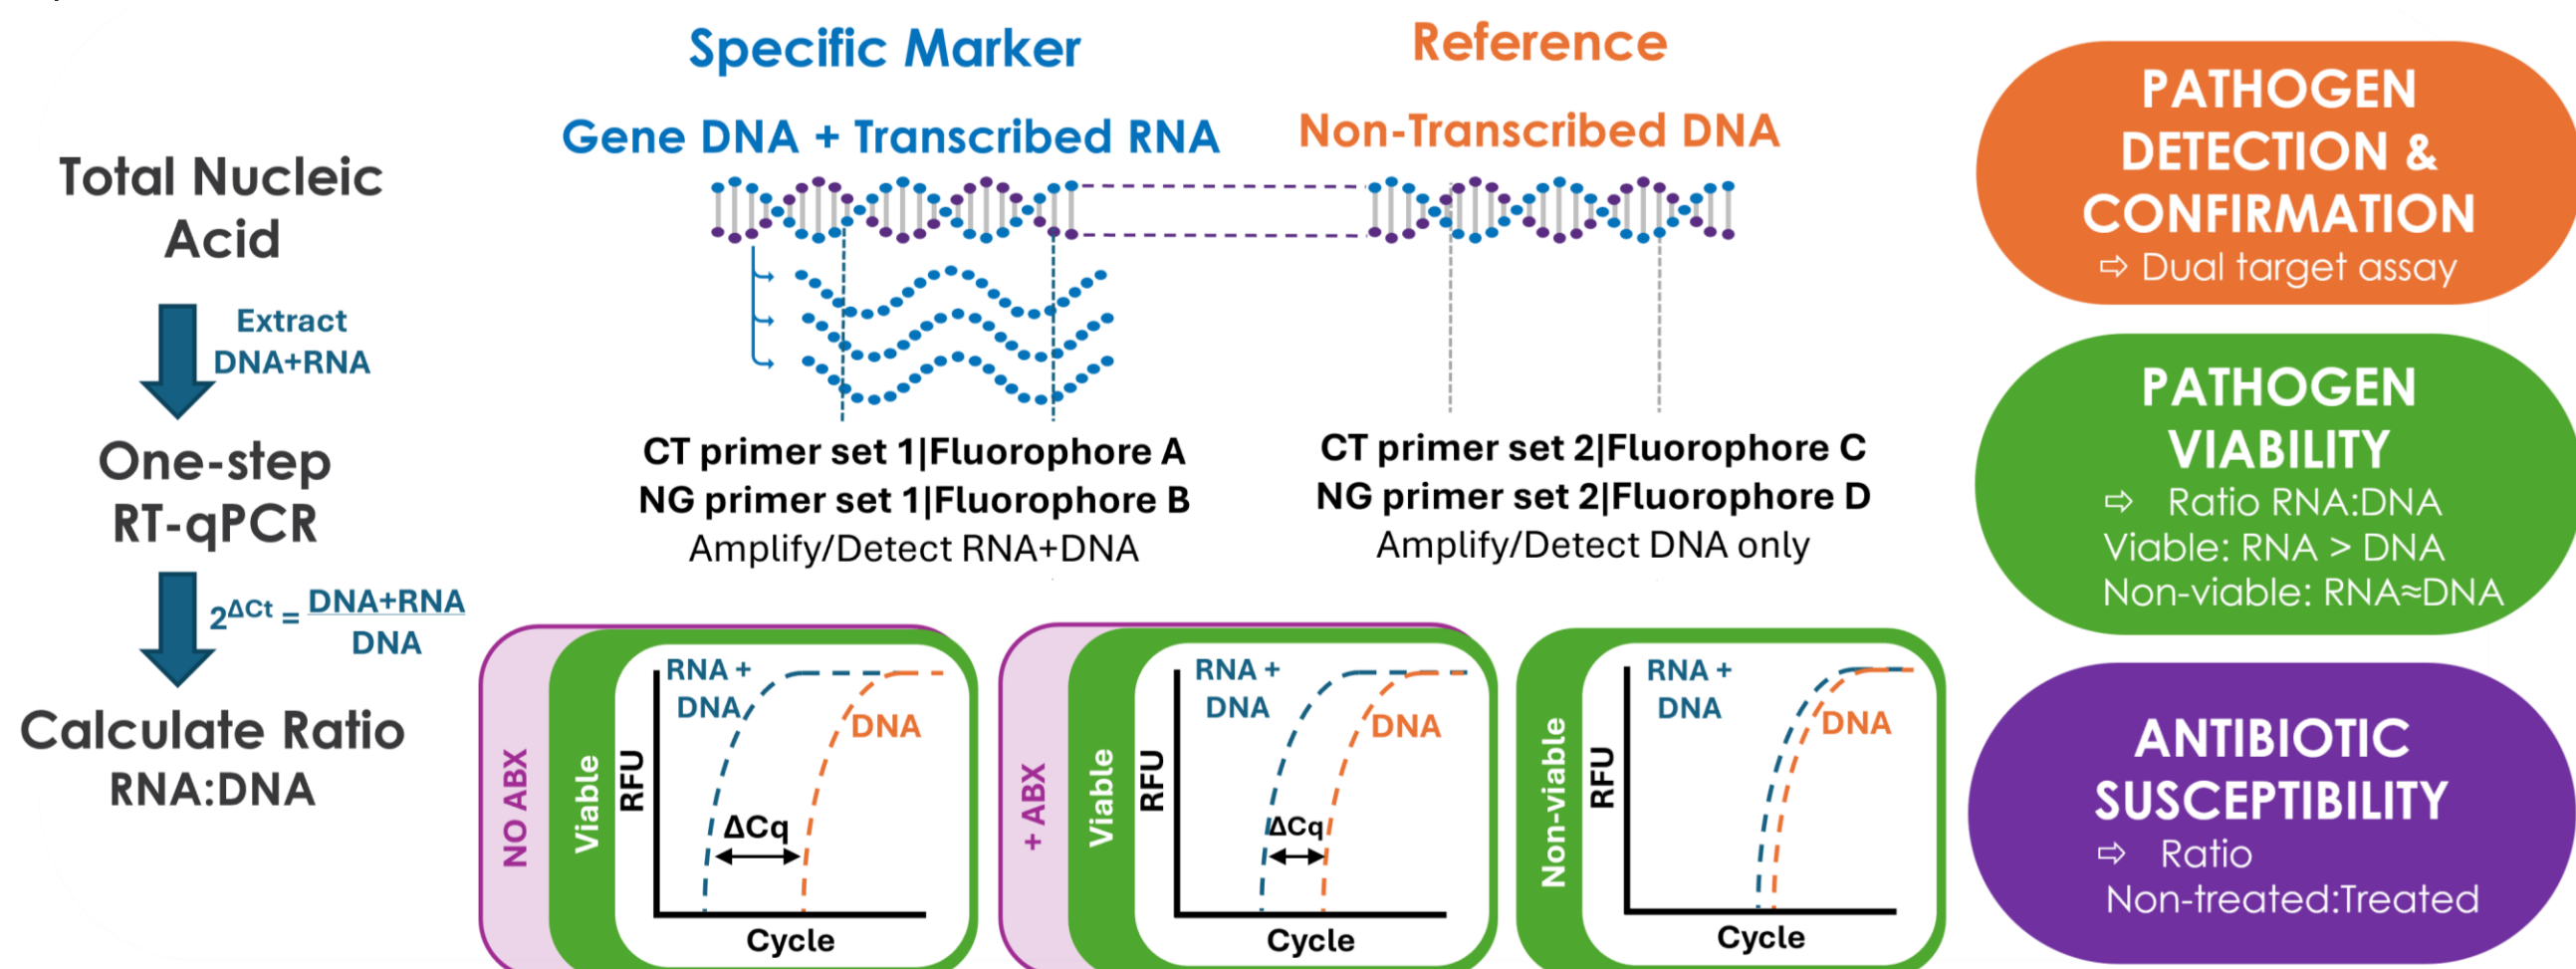 Total Nucleic
Acid
Extract
DNA+RNA
One-step
RT-qPCR
2^ΔCt = DNA+RNA
DNA
Calculate Ratio
RNA:DNA
Specific Marker
Gene DNA + Transcribed RNA
Reference
Non-Transcribed DNA
CT primer set 1|Fluorophore A
NG primer set 1|Fluorophore B
Amplify/Detect RNA+DNA
CT primer set 2|Fluorophore C
NG primer set 2|Fluorophore D
Amplify/Detect DNA only
NO ABX
Viable
RFU
RNA +
DNA
DNA
ΔCq
Cycle
+ ABX
Viable
RFU
RNA +
DNA
DNA
ΔCq
Cycle
Non-viable
RFU
RNA +
DNA
DNA
Cycle
PATHOGEN
DETECTION &
CONFIRMATION
⇨ Dual target assay
PATHOGEN
VIABILITY
⇨ Ratio RNA:DNA
Viable: RNA > DNA
Non-viable: RNA≈DNA
ANTIBIOTIC
SUSCEPTIBILITY
⇨ Ratio
Non-treated:Treated